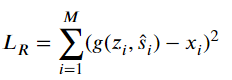 L_R = \sum_{i=1}^{M} (g(z_i, \hat{s}_i) - x_i)^2